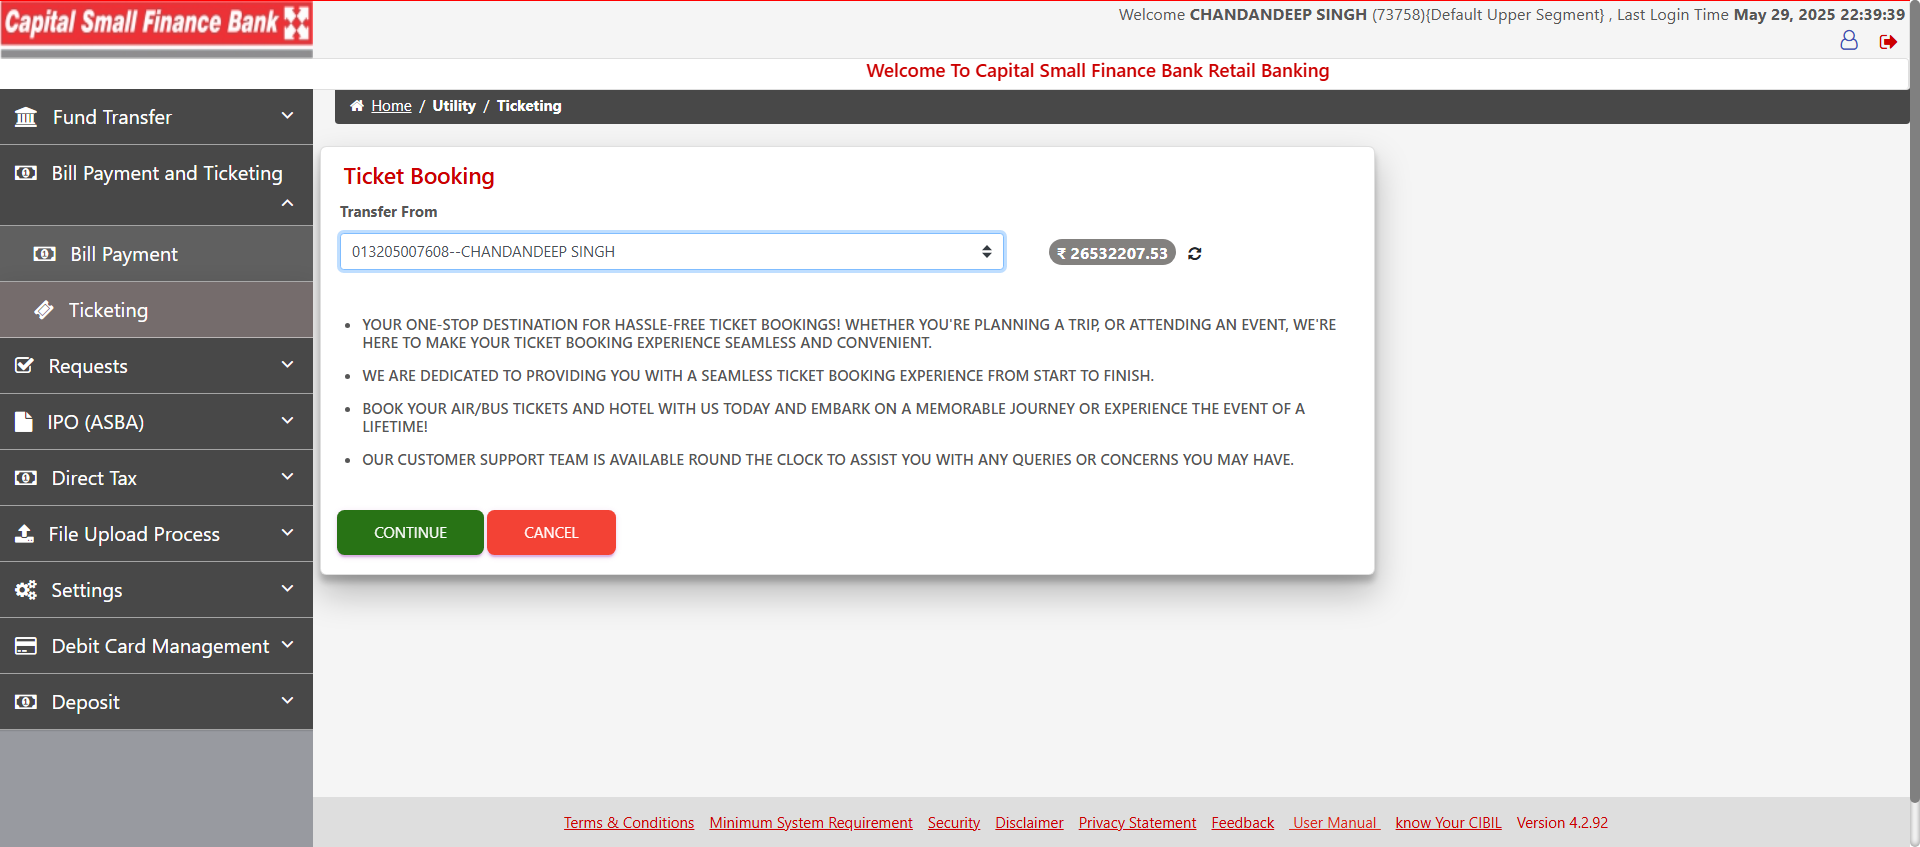 Capital Small Finance Bank
Welcome CHANDANDEEP SINGH (73758){Default Upper Segment} , Last Login Time May 29, 2025 22:39:39
Welcome To Capital Small Finance Bank Retail Banking
Fund Transfer
Bill Payment and Ticketing
Bill Payment
Ticketing
Requests
IPO (ASBA)
Direct Tax
File Upload Process
Settings
Debit Card Management
Deposit
Home / Utility / Ticketing
Ticket Booking
Transfer From
013205007608--CHANDANDEEP SINGH
₹ 26532207.53
• YOUR ONE-STOP DESTINATION FOR HASSLE-FREE TICKET BOOKINGS! WHETHER YOU'RE PLANNING A TRIP, OR ATTENDING AN EVENT, WE'RE
HERE TO MAKE YOUR TICKET BOOKING EXPERIENCE SEAMLESS AND CONVENIENT.
• WE ARE DEDICATED TO PROVIDING YOU WITH A SEAMLESS TICKET BOOKING EXPERIENCE FROM START TO FINISH.
• BOOK YOUR AIR/BUS TICKETS AND HOTEL WITH US TODAY AND EMBARK ON A MEMORABLE JOURNEY OR EXPERIENCE THE EVENT OF A
LIFETIME!
• OUR CUSTOMER SUPPORT TEAM IS AVAILABLE ROUND THE CLOCK TO ASSIST YOU WITH ANY QUERIES OR CONCERNS YOU MAY HAVE.
CONTINUE CANCEL
Terms & Conditions Minimum System Requirement Security Disclaimer Privacy Statement Feedback User Manual know Your CIBIL Version 4.2.92